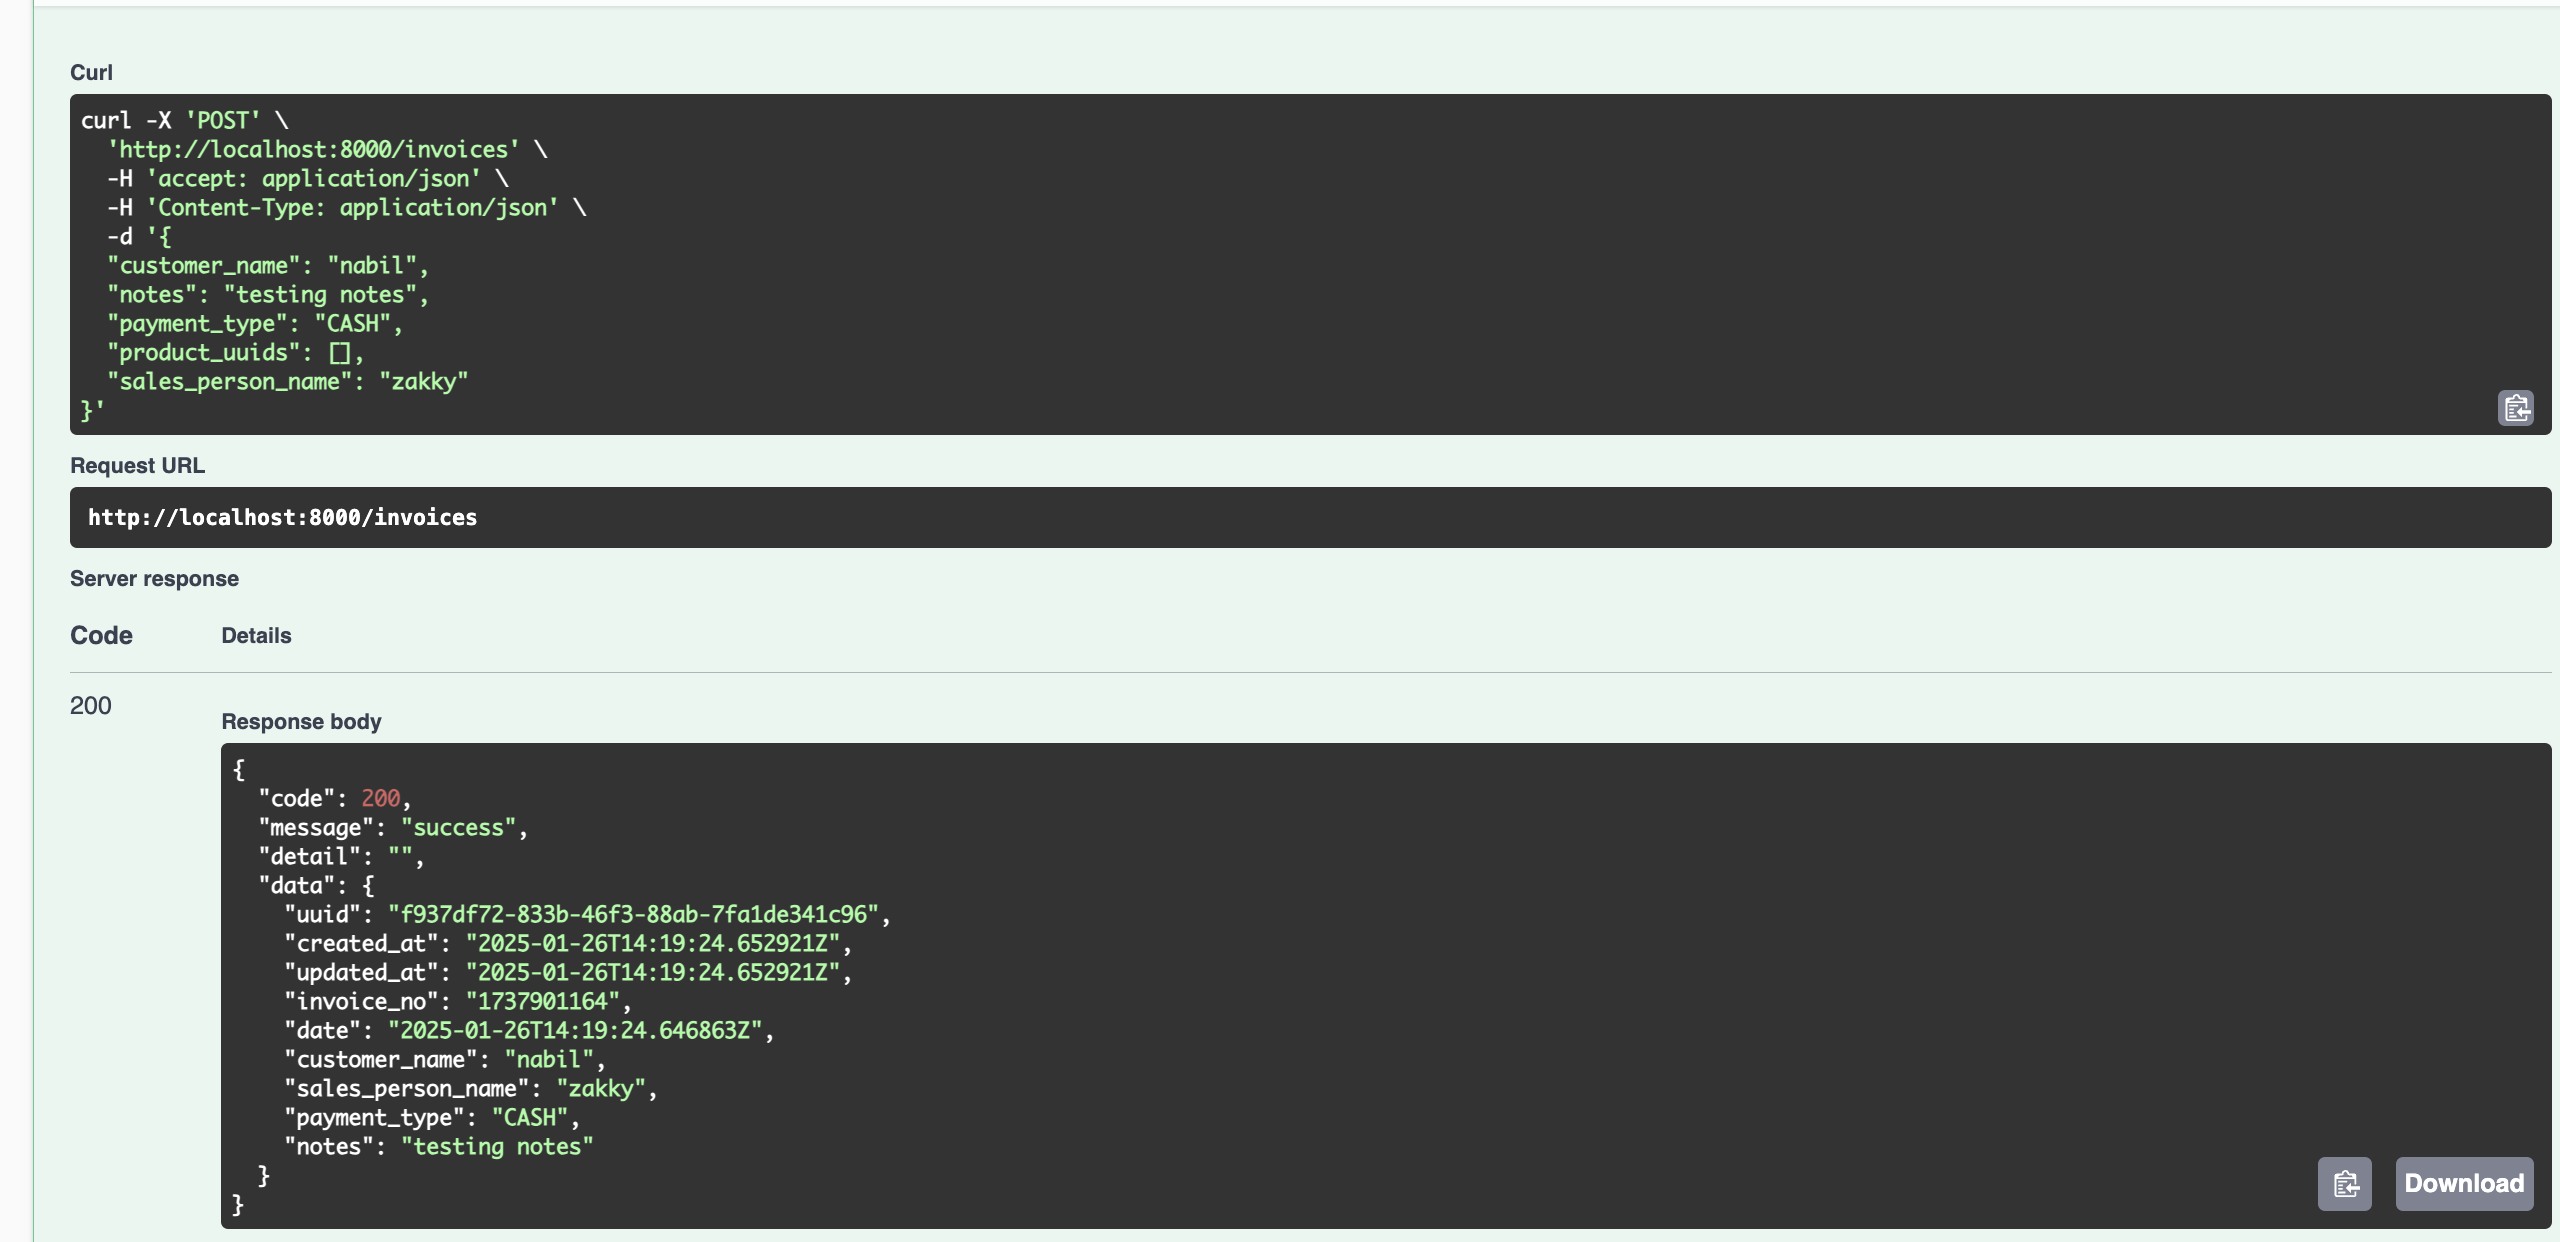 Curl
curl -X 'POST' \
  'http://localhost:8000/invoices' \
  -H 'accept: application/json' \
  -H 'Content-Type: application/json' \
  -d '{
  "customer_name": "nabil",
  "notes": "testing notes",
  "payment_type": "CASH",
  "product_uuids": [],
  "sales_person_name": "zakky"
}'
Request URL
http://localhost:8000/invoices
Server response
Code Details
200
Response body
{
  "code": 200,
  "message": "success",
  "detail": "",
  "data": {
    "uuid": "f937df72-833b-46f3-88ab-7fa1de341c96",
    "created_at": "2025-01-26T14:19:24.652921Z",
    "updated_at": "2025-01-26T14:19:24.652921Z",
    "invoice_no": "1737901164",
    "date": "2025-01-26T14:19:24.646863Z",
    "customer_name": "nabil",
    "sales_person_name": "zakky",
    "payment_type": "CASH",
    "notes": "testing notes"
  }
}
Download